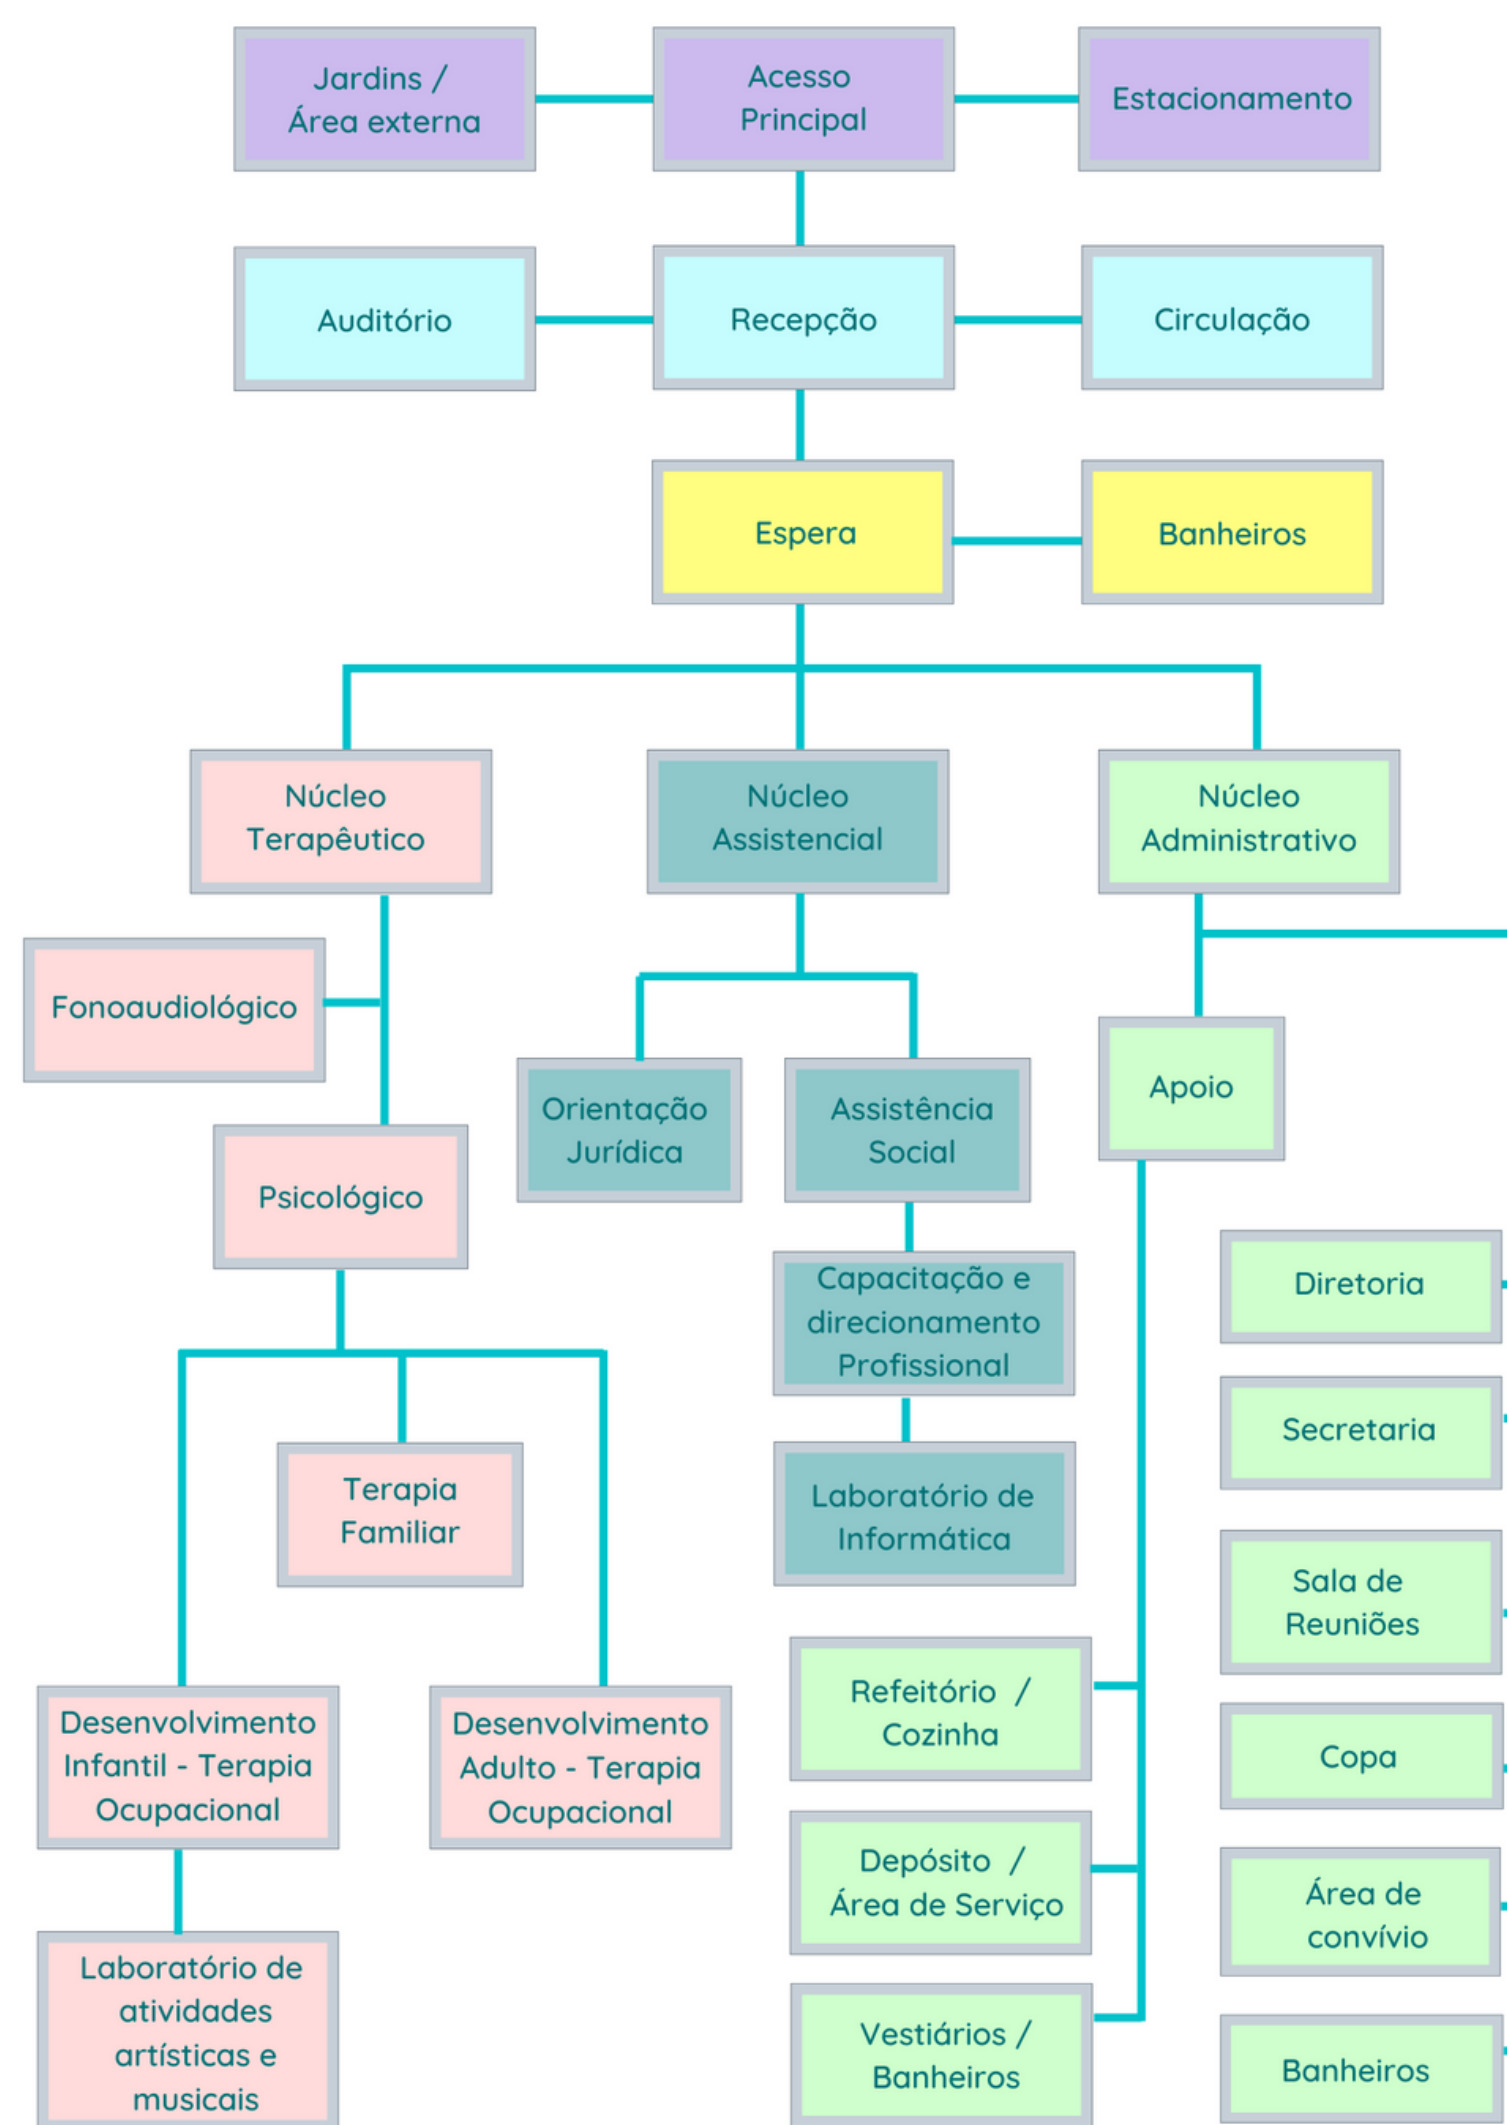 Jardins /
Área externa
Acesso
Principal
Estacionamento
Auditório
Recepção
Circulação
Espera
Banheiros
Núcleo
Terapêutico
Núcleo
Assistencial
Núcleo
Administrativo
Fonoaudiológico
Psicológico
Orientação
Jurídica
Assistência
Social
Apoio
Capacitação e
direcionamento
Profissional
Laboratório de
Informática
Terapia
Familiar
Desenvolvimento
Infantil - Terapia
Ocupacional
Desenvolvimento
Adulto - Terapia
Ocupacional
Laboratório de
atividades
artísticas e
musicais
Refeitório /
Cozinha
Depósito /
Área de Serviço
Vestiários /
Banheiros
Diretoria
Secretaria
Sala de
Reuniões
Copa
Área de
convívio
Banheiros